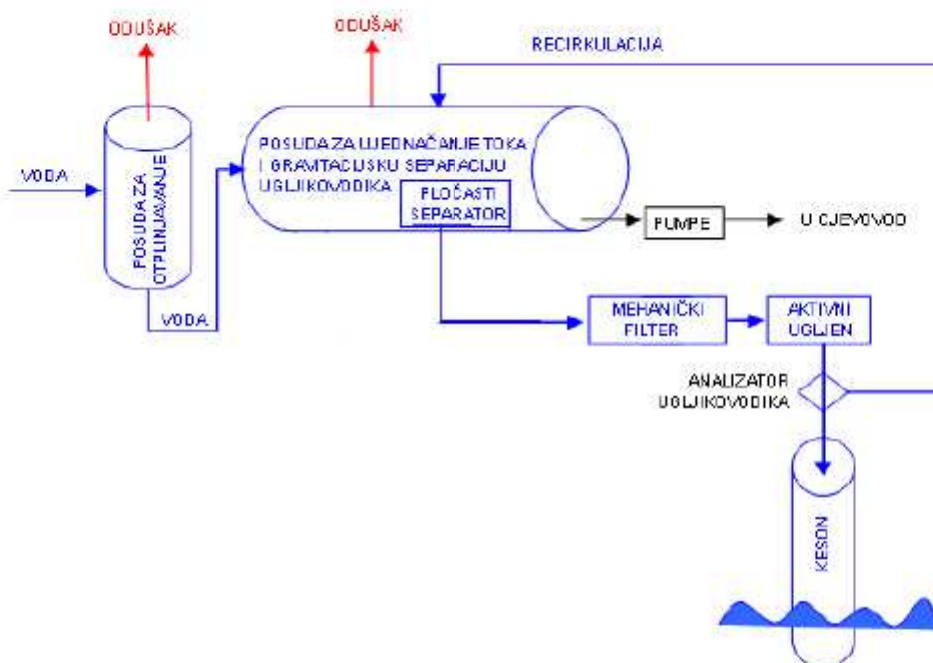 ODUŠAK
ODUŠAK
RECIRKULACIJA
VODA
POSUDA ZA
OTPLINJAVANJE
POSUDA ZA UJEDNAČANJE TOKA
I GRAVITACIJSKU SEPARACIJU
UGLJIKOVODIKA
PLOČASTI
SEPARATOR
PUMPE
U CJEVOVOD
VODA
MEHANIČKI
FILTER
AKTIVNI
UGLJEN
ANALIZATOR
UGLJIKOVODIKA
KESON